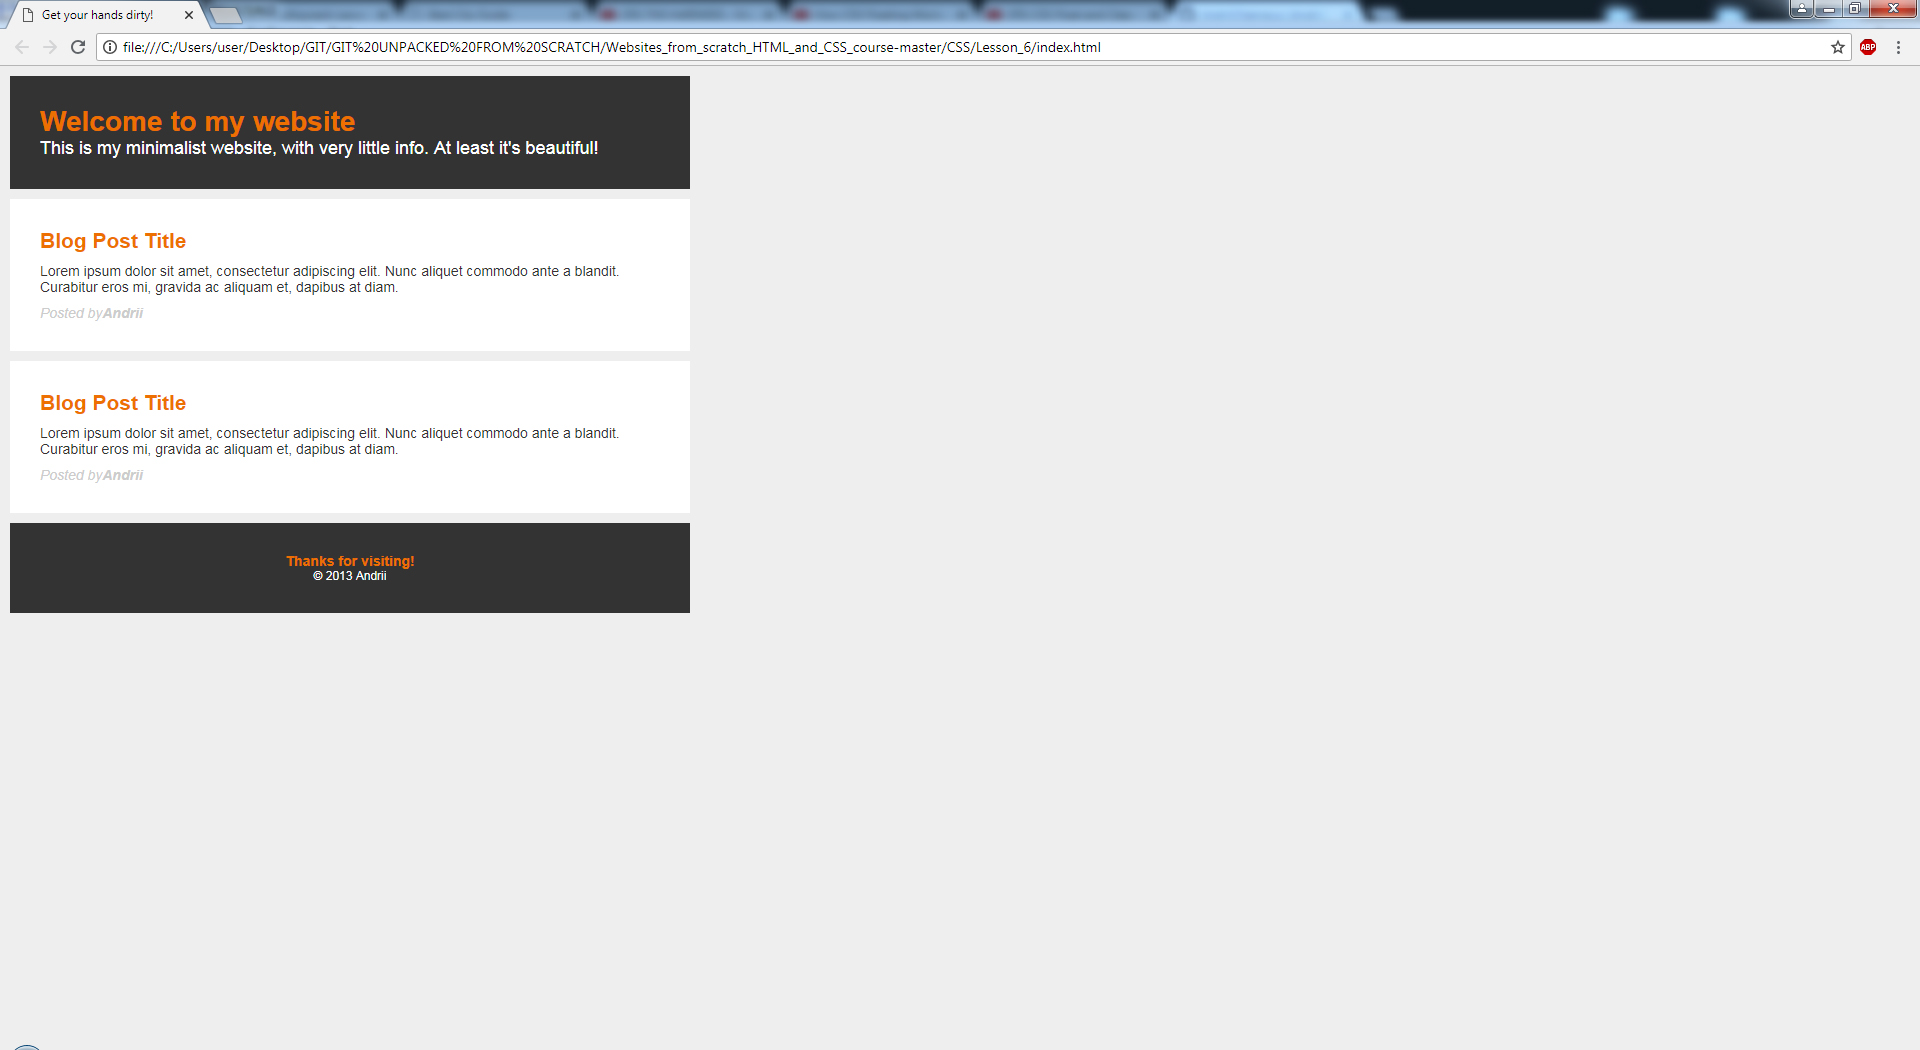 Get your hands dirty!
file:///C:/Users/user/Desktop/GIT/GIT%20UNPACKED%20FROM%20SCRATCH/Websites_from_scratch_HTML_and_CSS_course-master/CSS/Lesson_6/index.html
ABP
Welcome to my website
This is my minimalist website, with very little info. At least it's beautiful!
Blog Post Title
Lorem ipsum dolor sit amet, consectetur adipiscing elit. Nunc aliquet commodo ante a blandit.
Curabitur eros mi, gravida ac aliquam et, dapibus at diam.
Posted byAndrii
Blog Post Title
Lorem ipsum dolor sit amet, consectetur adipiscing elit. Nunc aliquet commodo ante a blandit.
Curabitur eros mi, gravida ac aliquam et, dapibus at diam.
Posted byAndrii
Thanks for visiting!
© 2013 Andrii